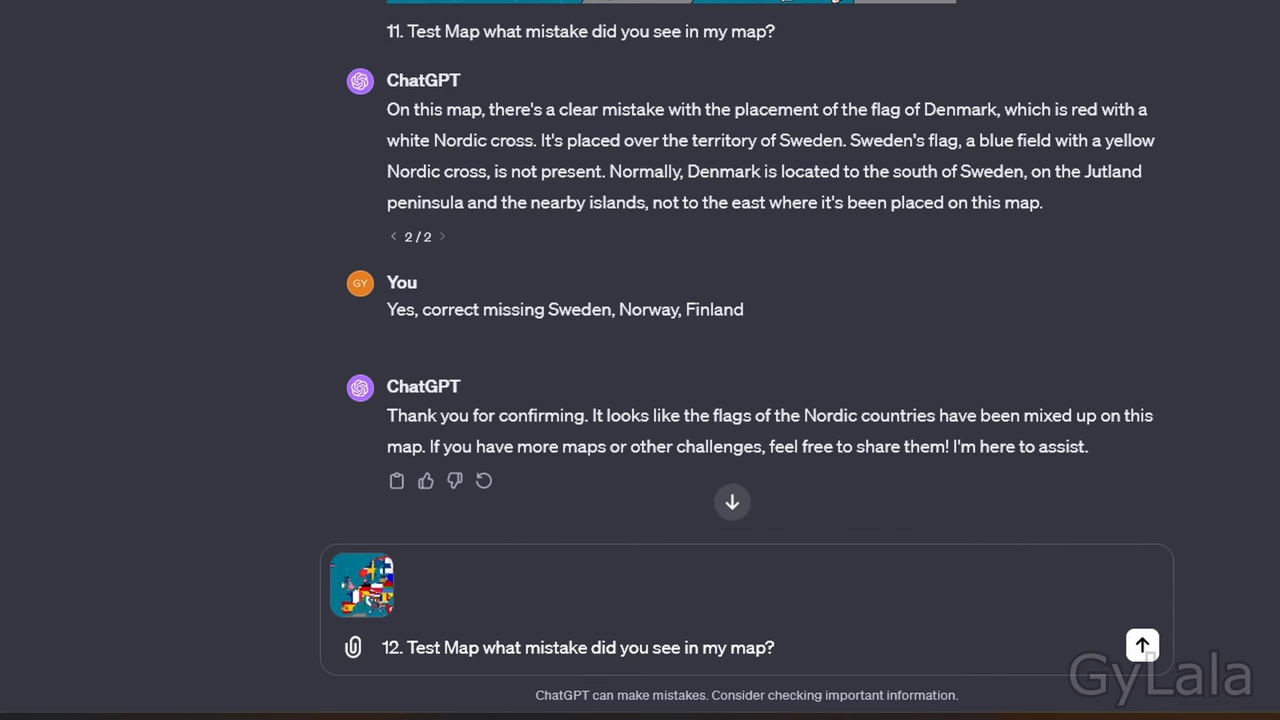 11. Test Map what mistake did you see in my map?
ChatGPT
On this map, there's a clear mistake with the placement of the flag of Denmark, which is red with a
white Nordic cross. It's placed over the territory of Sweden. Sweden's flag, a blue field with a yellow
Nordic cross, is not present. Normally, Denmark is located to the south of Sweden, on the Jutland
peninsula and the nearby islands, not to the east where it's been placed on this map.
2 / 2
GY
You
Yes, correct missing Sweden, Norway, Finland
ChatGPT
Thank you for confirming. It looks like the flags of the Nordic countries have been mixed up on this
map. If you have more maps or other challenges, feel free to share them! I'm here to assist.
12. Test Map what mistake did you see in my map?
GyLala
ChatGPT can make mistakes. Consider checking important information.